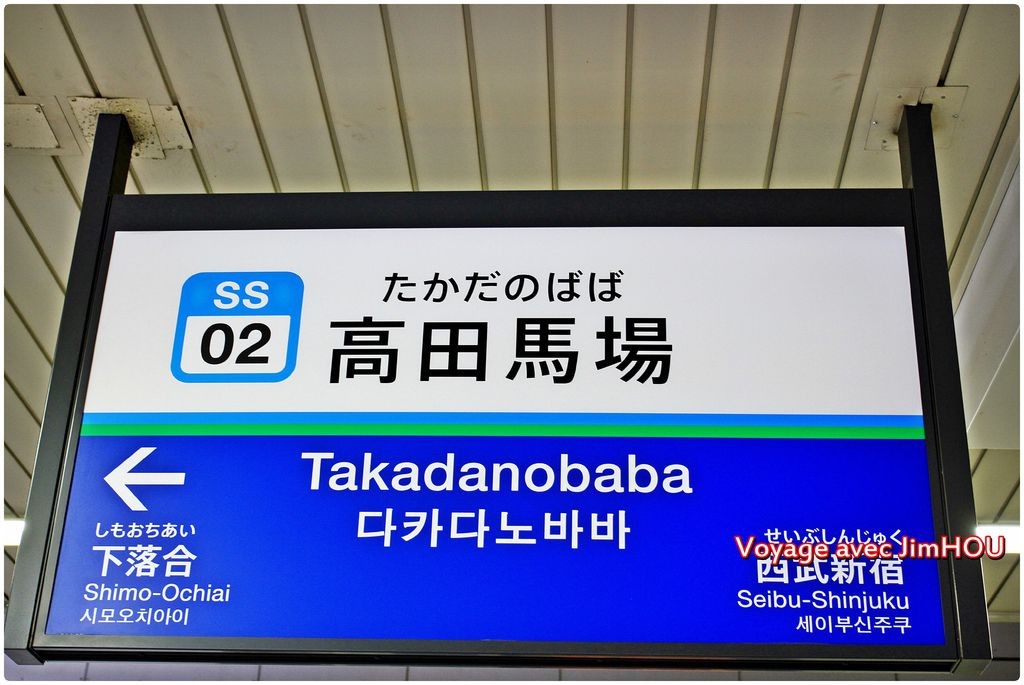 SS
02
たかだのばば
高田馬場
Takadanobaba
다카다노바바
しもおちあい
下落合
Shimo-Ochiai
시모오치아이
せいぶしんじゅく
西武新宿
Seibu-Shinjuku
세이부신주쿠
Voyage avec JimHOU